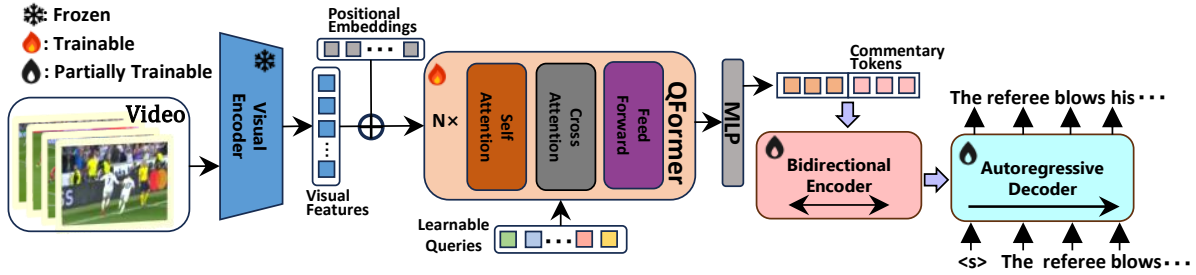 : Frozen
: Trainable
: Partially Trainable
Video
Visual
Encoder
Positional
Embeddings
Visual
Features
N×
Self
Attention
Cross
Attention
Feed
Forward
QFormer
Learnable
Queries
MLP
Commentary
Tokens
Bidirectional
Encoder
The referee blows his ···
Autoregressive
Decoder
<s> The referee blows···